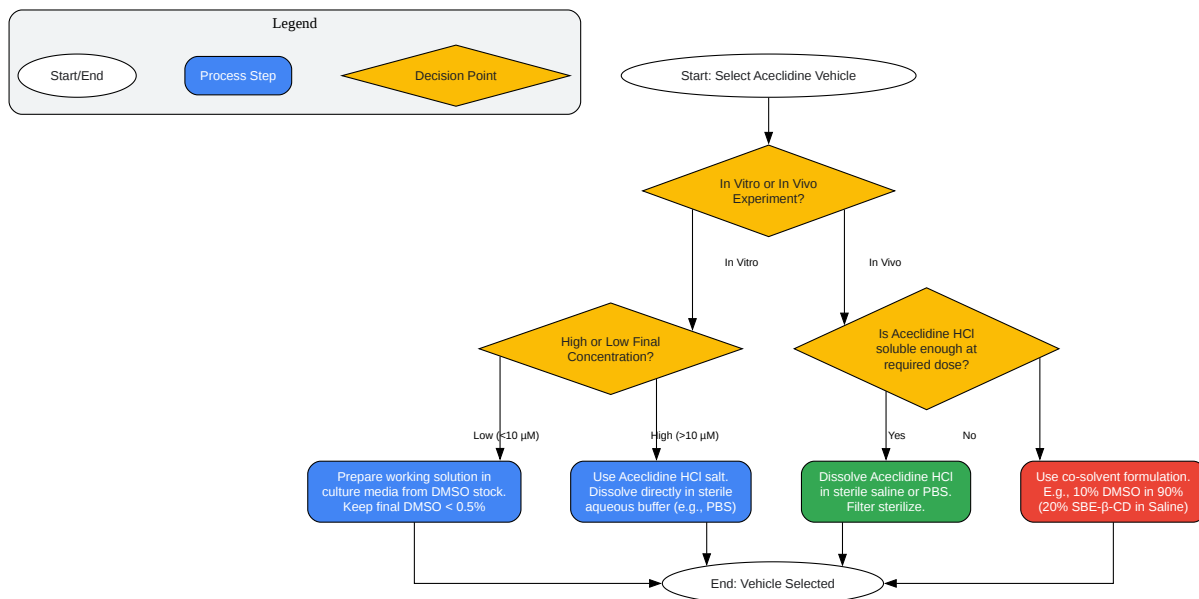 Legend
Start/End
Process Step
Decision Point
Start: Select Aceclidine Vehicle
In Vitro or In Vivo
Experiment?
In Vitro
In Vivo
High or Low Final
Concentration?
Is Aceclidine HCl
soluble enough at
required dose?
Low (<10 µM)
High (>10 µM)
Yes
No
Prepare working solution in
culture media from DMSO stock.
Keep final DMSO < 0.5%
Use Aceclidine HCl salt.
Dissolve directly in sterile
aqueous buffer (e.g., PBS)
Dissolve Aceclidine HCl
in sterile saline or PBS.
Filter sterilize.
Use co-solvent formulation.
E.g., 10% DMSO in 90%
(20% SBE-β-CD in Saline)
End: Vehicle Selected